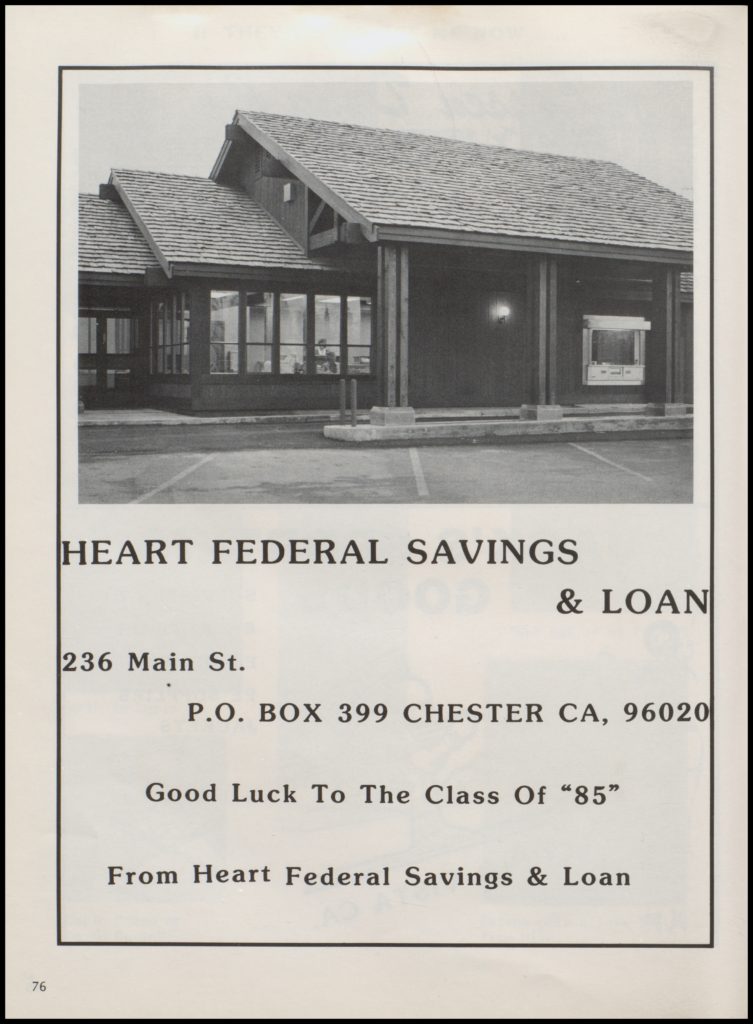 HEART FEDERAL SAVINGS
& LOAN
236 Main St.
P.O. BOX 399 CHESTER CA, 96020
Good Luck To The Class Of “85”
From Heart Federal Savings & Loan
76